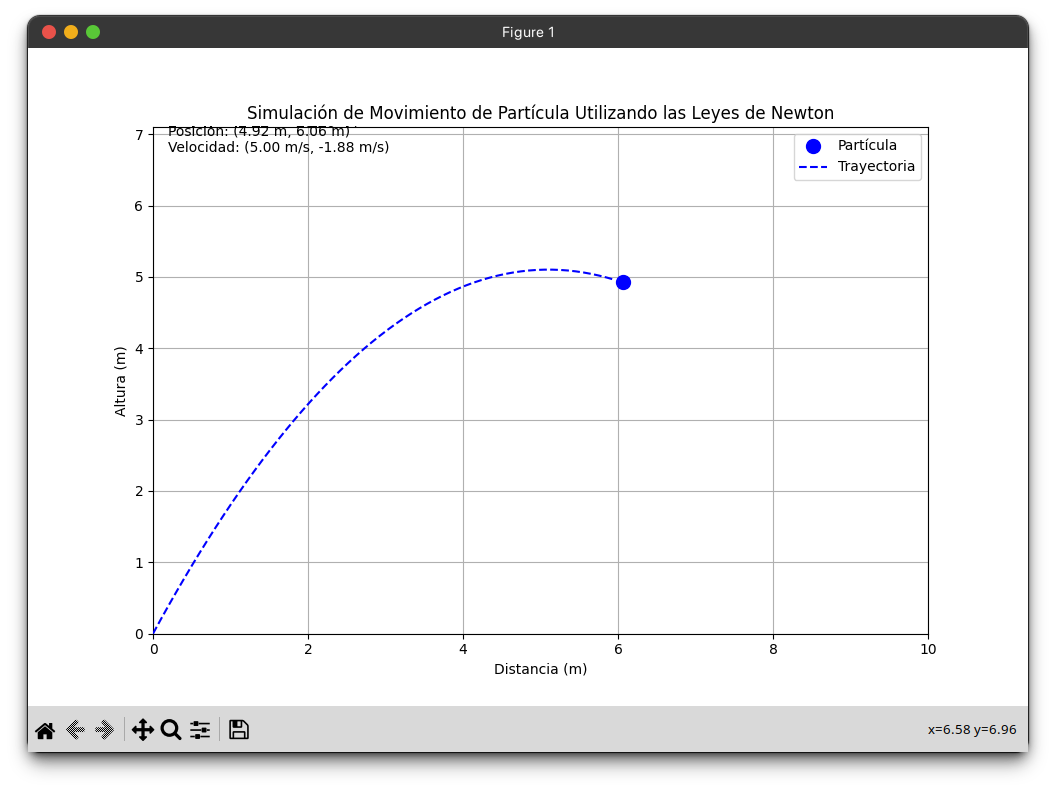 Figure 1
Simulación de Movimiento de Partícula Utilizando las Leyes de Newton
Posición: (4.92 m, 6.06 m)
Velocidad: (5.00 m/s, -1.88 m/s)
Partícula
Trayectoria
7
6
5
4
3
2
1
0
Altura (m)
0 2 4 6 8 10
Distancia (m)
x=6.58 y=6.96